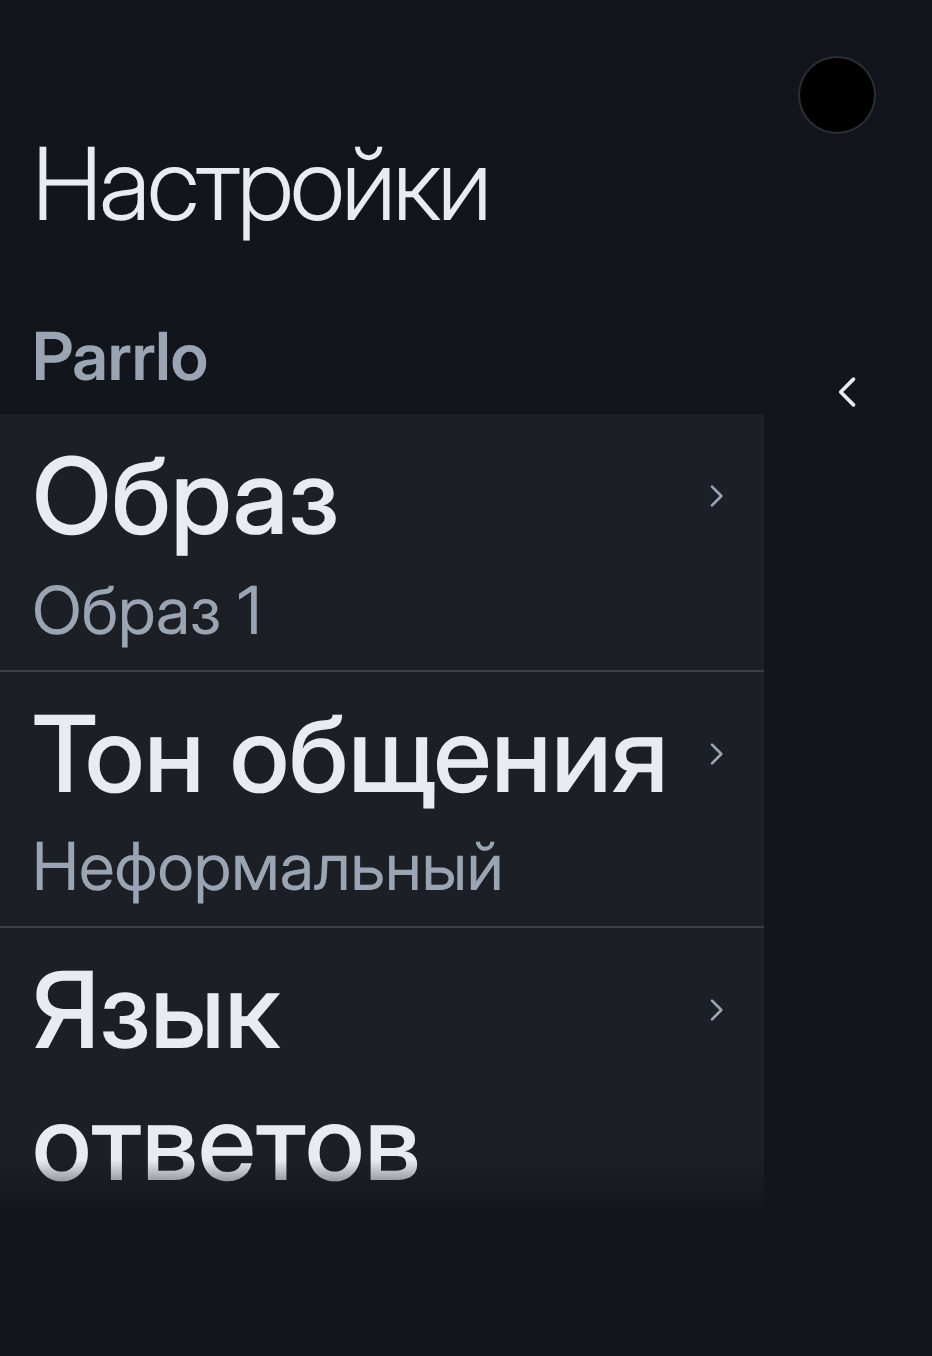 Настройки
Parrlo
Образ
Образ 1
Тон общения
Неформальный
Язык
ответов